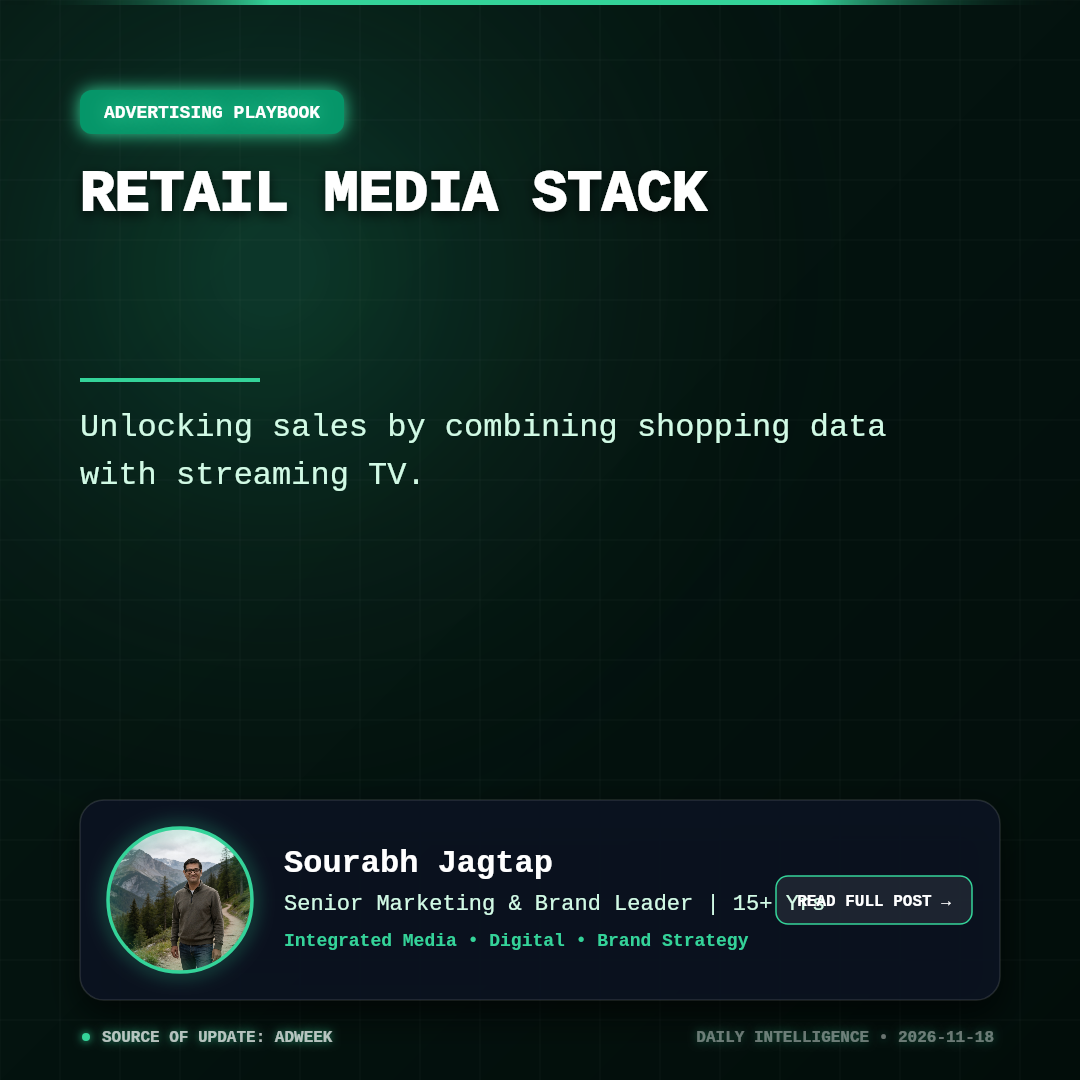 ADVERTISING PLAYBOOK
RETAIL MEDIA STACK
Unlocking sales by combining shopping data
with streaming TV.
Sourabh Jagtap
Senior Marketing & Brand Leader | 15+ Yrs
READ FULL POST →
Integrated Media • Digital • Brand Strategy
SOURCE OF UPDATE: ADWEEK
DAILY INTELLIGENCE • 2026-11-18